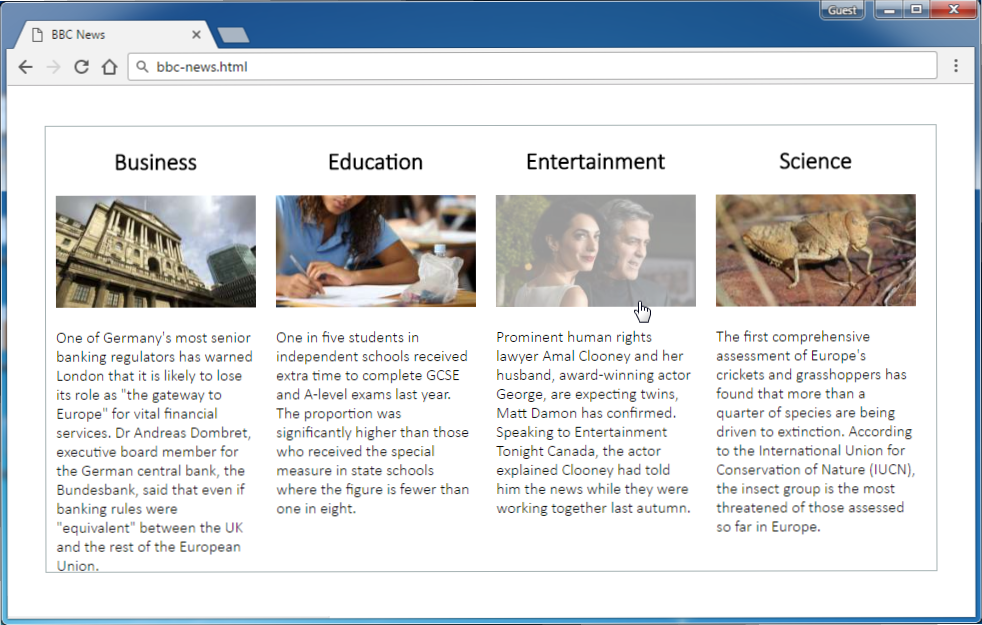 Guest
BBC News
bbc-news.html
Business
One of Germany's most senior
banking regulators has warned
London that it is likely to lose
its role as "the gateway to
Europe" for vital financial
services. Dr Andreas Dombret,
executive board member for
the German central bank, the
Bundesbank, said that even if
banking rules were
"equivalent" between the UK
and the rest of the European
Union.
Education
One in five students in
independent schools received
extra time to complete GCSE
and A-level exams last year.
The proportion was
significantly higher than those
who received the special
measure in state schools
where the figure is fewer than
one in eight.
Entertainment
Prominent human rights
lawyer Amal Clooney and her
husband, award-winning actor
George, are expecting twins,
Matt Damon has confirmed.
Speaking to Entertainment
Tonight Canada, the actor
explained Clooney had told
him the news while they were
working together last autumn.
Science
The first comprehensive
assessment of Europe's
crickets and grasshoppers has
found that more than a
quarter of species are being
driven to extinction. According
to the International Union for
Conservation of Nature (IUCN),
the insect group is the most
threatened of those assessed
so far in Europe.